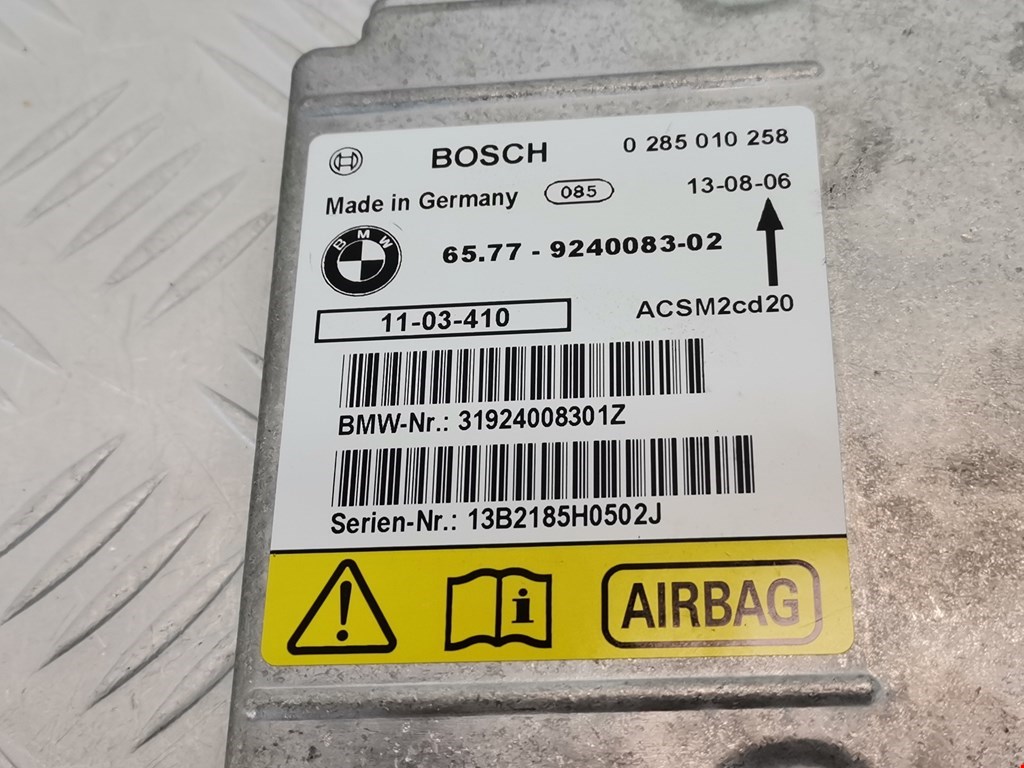 BOSCH 0 285 010 258
Made in Germany 085 13-08-06
BMW 65.77 - 9240083-02
11-03-410 ACSM2cd20
BMW-Nr.: 31924008301Z
Serien-Nr.: 13B2185H0502J
! i AIRBAG